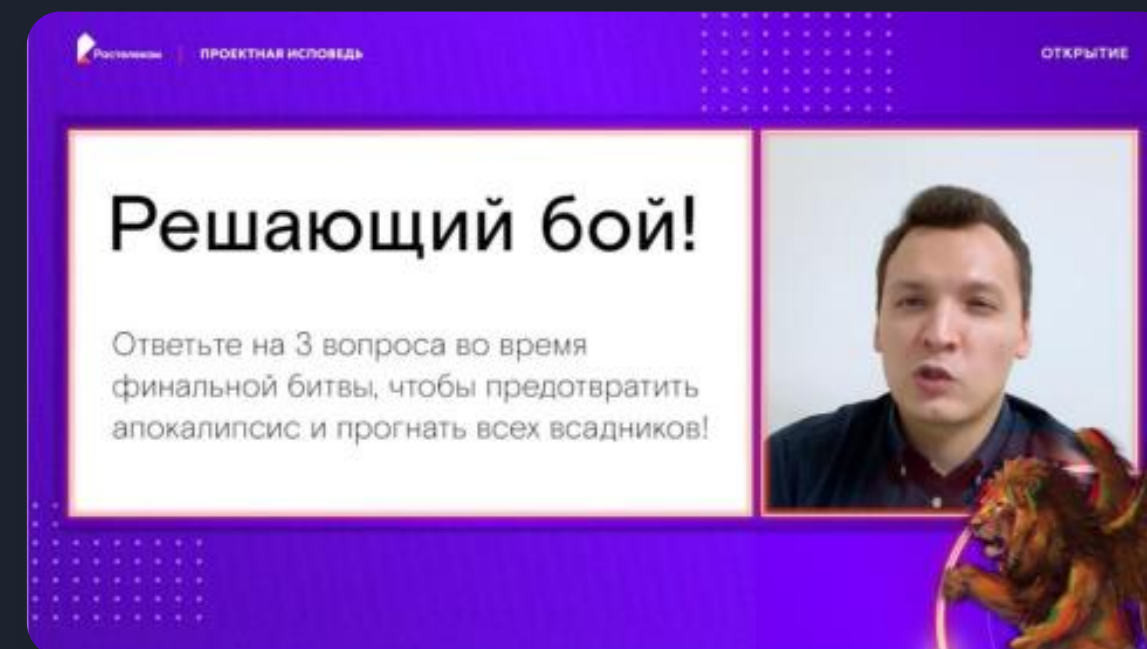 Ростелеком | ПРОЕКТНАЯ ИСПОВЕДЬ
ОТКРЫТИЕ
Решающий бой!
Ответьте на 3 вопроса во время
финальной битвы, чтобы предотвратить
апокалипсис и прогнать всех всадников!